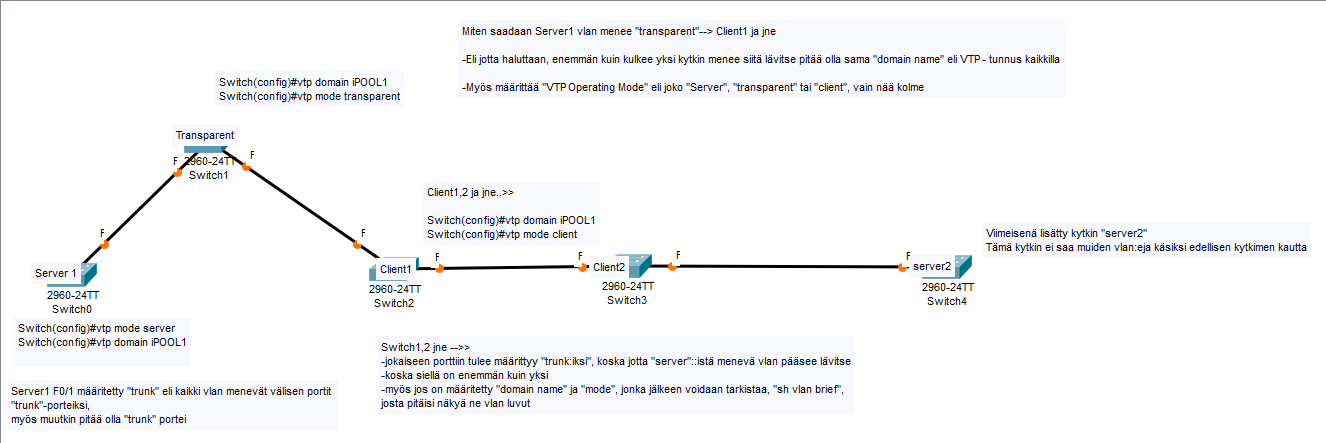 Miten saadaan Server1 vlan menee "transparent"--> Client1 ja jne
-Eli jotta haluttaan, enemmän kuin kulkee yksi kytkin menee siitä lävitse pitää olla sama "domain name" eli VTP - tunnus kaikkilla
-Myös määrittää "VTP Operating Mode" eli joko "Server", "transparent" tai "client", vain nää kolme
Switch(config)#vtp domain iPOOL1
Switch(config)#vtp mode transparent
Transparent
F
F
2960-24TT
Switch1
Client1,2 ja jne..>>
Switch(config)#vtp domain iPOOL1
Switch(config)#vtp mode client
F
F
Viimeisenä lisätty kytkin "server2"
Tämä kytkin ei saa muiden vlan:eja käsiksi edellisen kytkimen kautta
Server 1
2960-24TT
Switch0
Client1
F
2960-24TT
Switch2
F
Client2
F
2960-24TT
Switch3
F
server2
2960-24TT
Switch4
Switch(config)#vtp mode server
Switch(config)#vtp domain iPOOL1
Switch1,2 jne -->>
-jokaiseen porttiin tulee määrittyy "trunk:iksi", koska jotta "server"::istä menevä vlan pääsee lävitse
-koska siellä on enemmän kuin yksi
-myös jos on määritetty "domain name" ja "mode", jonka jälkeen voidaan tarkistaa, "sh vlan brief",
josta pitäisi näkyä ne vlan luvut
Server1 F0/1 määritetty "trunk" eli kaikki vlan menevät välisen portit
"trunk"-porteiksi,
myös muutkin pitää olla "trunk" portei